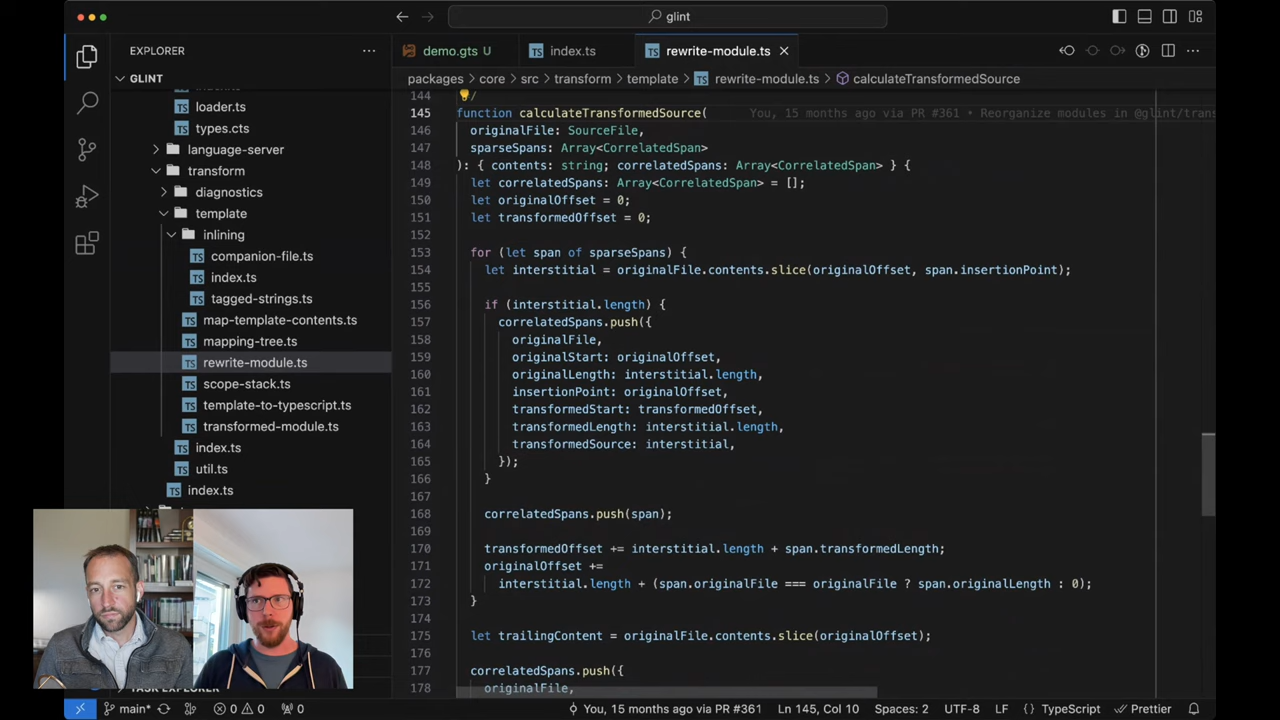 glint
EXPLORER
GLINT
loader.ts
types.cts
language-server
transform
diagnostics
template
inlining
companion-file.ts
index.ts
tagged-strings.ts
map-template-contents.ts
mapping-tree.ts
rewrite-module.ts
scope-stack.ts
template-to-typescript.ts
transformed-module.ts
index.ts
util.ts
index.ts
demo.gts U
index.ts
rewrite-module.ts
packages > core > src > transform > template > rewrite-module.ts > calculateTransformedSource
144 */
145 function calculateTransformedSource( You, 15 months ago via PR #361 • Reorganize modules in @glint/trans
146 originalFile: SourceFile,
147 sparseSpans: Array<CorrelatedSpan>
148 ): { contents: string; correlatedSpans: Array<CorrelatedSpan> } {
149 let correlatedSpans: Array<CorrelatedSpan> = [];
150 let originalOffset = 0;
151 let transformedOffset = 0;
152
153 for (let span of sparseSpans) {
154 let interstitial = originalFile.contents.slice(originalOffset, span.insertionPoint);
155
156 if (interstitial.length) {
157 correlatedSpans.push({
158 originalFile,
159 originalStart: originalOffset,
160 originalLength: interstitial.length,
161 insertionPoint: originalOffset,
162 transformedStart: transformedOffset,
163 transformedLength: interstitial.length,
164 transformedSource: interstitial,
165 });
166 }
167
168 correlatedSpans.push(span);
169
170 transformedOffset += interstitial.length + span.transformedLength;
171 originalOffset +=
172 interstitial.length + (span.originalFile === originalFile ? span.originalLength : 0);
173 }
174
175 let trailingContent = originalFile.contents.slice(originalOffset);
176
177 correlatedSpans.push({
178 originalFile,
TASK EXPLORER
main* 0 0 0
You, 15 months ago via PR #361 Ln 145, Col 10 Spaces: 2 UTF-8 LF TypeScript Prettier